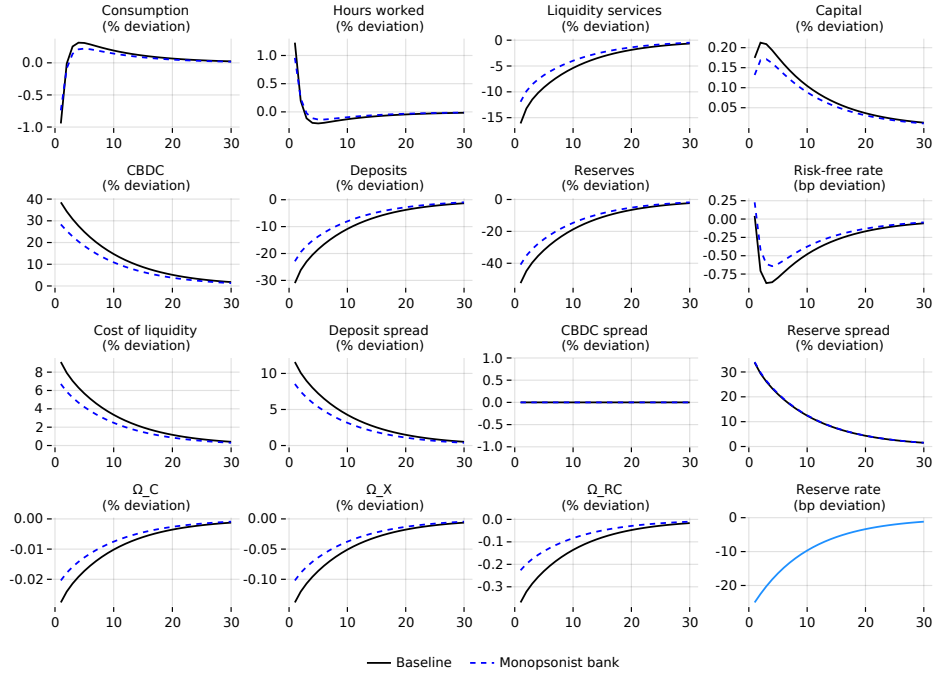 Consumption
(% deviation)
0.0
-0.5
-1.0
0 10 20 30
Hours worked
(% deviation)
1.0
0.5
0.0
0 10 20 30
Liquidity services
(% deviation)
0
-5
-10
-15
0 10 20 30
Capital
(% deviation)
0.20
0.15
0.10
0.05
0 10 20 30
CBDC
(% deviation)
40
30
20
10
0
0 10 20 30
Deposits
(% deviation)
0
-10
-20
-30
0 10 20 30
Reserves
(% deviation)
0
-20
-40
0 10 20 30
Risk-free rate
(bp deviation)
0.25
0.00
-0.25
-0.50
-0.75
0 10 20 30
Cost of liquidity
(% deviation)
8
6
4
2
0
0 10 20 30
Deposit spread
(% deviation)
10
5
0
0 10 20 30
CBDC spread
(% deviation)
1.0
0.5
0.0
-0.5
-1.0
0 10 20 30
Reserve spread
(% deviation)
30
20
10
0
0 10 20 30
Ω_C
(% deviation)
0.00
-0.01
-0.02
0 10 20 30
Ω_X
(% deviation)
0.00
-0.05
-0.10
0 10 20 30
Ω_RC
(% deviation)
0.0
-0.1
-0.2
-0.3
0 10 20 30
Reserve rate
(bp deviation)
0
-10
-20
0 10 20 30
Baseline Monopsonist bank